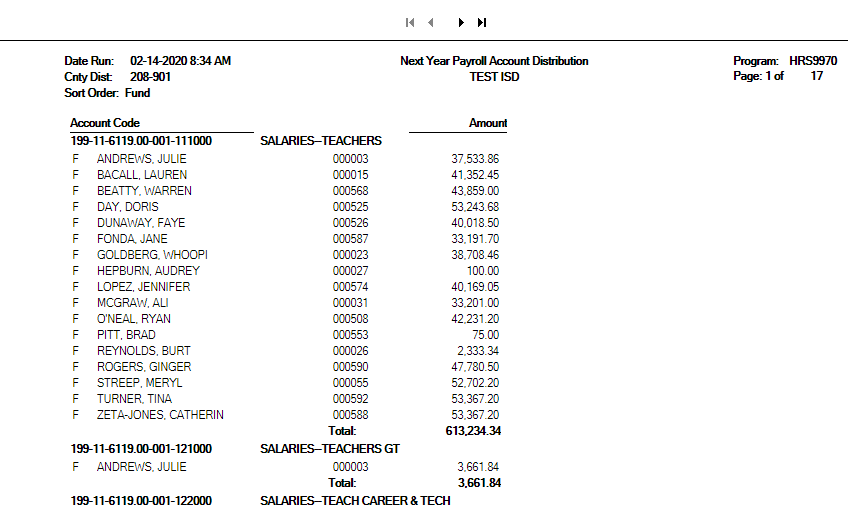 Date Run: 02-14-2020 8:34 AM Next Year Payroll Account Distribution Program: HRS9970
Cnty Dist: 208-901 TEST ISD Page: 1 of 17
Sort Order: Fund
Account Code Amount
199-11-6119.00-001-111000 SALARIES--TEACHERS
F ANDREWS, JULIE 000003 37,533.86
F BACALL, LAUREN 000015 41,352.45
F BEATTY, WARREN 000568 43,859.00
F DAY, DORIS 000525 53,243.68
F DUNAWAY, FAYE 000526 40,018.50
F FONDA, JANE 000587 33,191.70
F GOLDBERG, WHOOPI 000023 38,708.46
F HEPBURN, AUDREY 000027 100.00
F LOPEZ, JENNIFER 000574 40,169.05
F MCGRAW, ALI 000031 33,201.00
F O'NEAL, RYAN 000508 42,231.20
F PITT, BRAD 000553 75.00
F REYNOLDS, BURT 000026 2,333.34
F ROGERS, GINGER 000590 47,780.50
F STREEP, MERYL 000055 52,702.20
F TURNER, TINA 000592 53,367.20
F ZETA-JONES, CATHERIN 000588 53,367.20
Total: 613,234.34
199-11-6119.00-001-121000 SALARIES--TEACHERS GT
F ANDREWS, JULIE 000003 3,661.84
Total: 3,661.84
199-11-6119.00-001-122000 SALARIES--TEACH CAREER & TECH